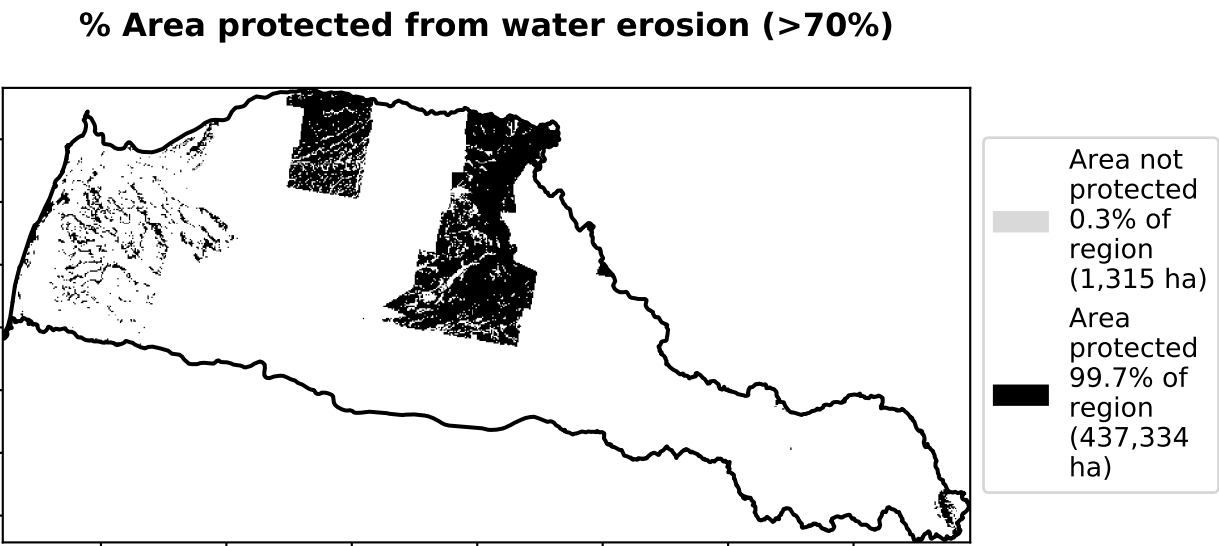 % Area protected from water erosion (>70%)
Area not
protected
0.3% of
region
(1,315 ha)
Area
protected
99.7% of
region
(437,334
ha)